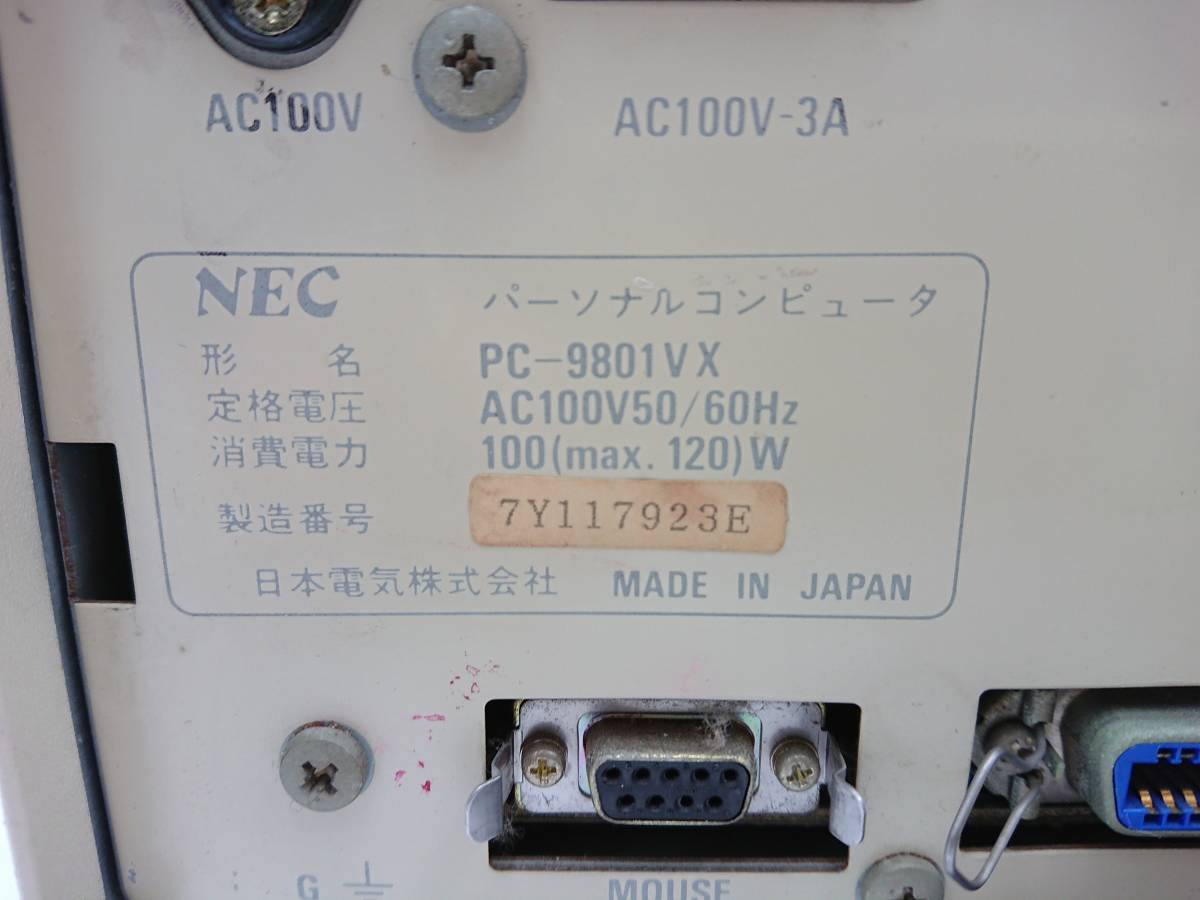 AC100V
AC100V-3A
NEC パーソナルコンピュータ
形名 PC-9801VX
定格電圧 AC100V50/60Hz
消費電力 100(max.120)W
製造番号 7Y117923E
日本電気株式会社 MADE IN JAPAN
G
MOUSE